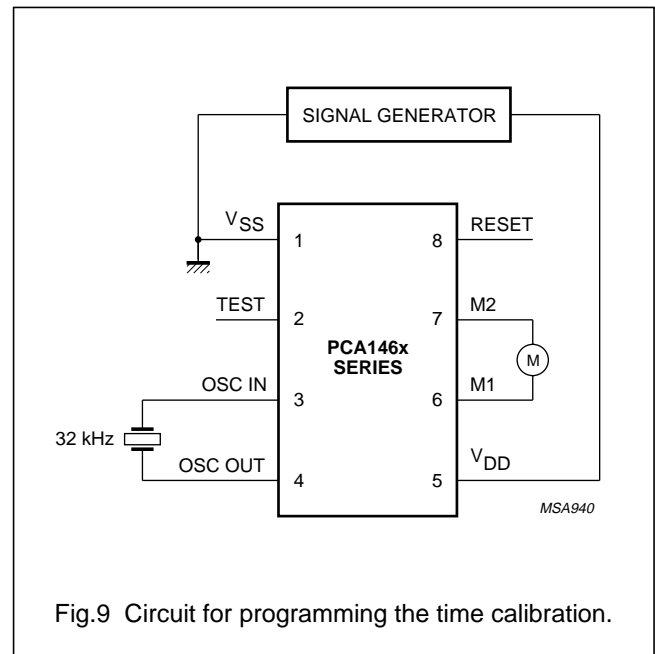 SIGNAL GENERATOR
VSS
1
8
RESET
TEST
2
7
M2
PCA146x
SERIES
M
OSC IN
3
6
M1
32 kHz
OSC OUT
4
5
VDD
MSA940
Fig.9 Circuit for programming the time calibration.